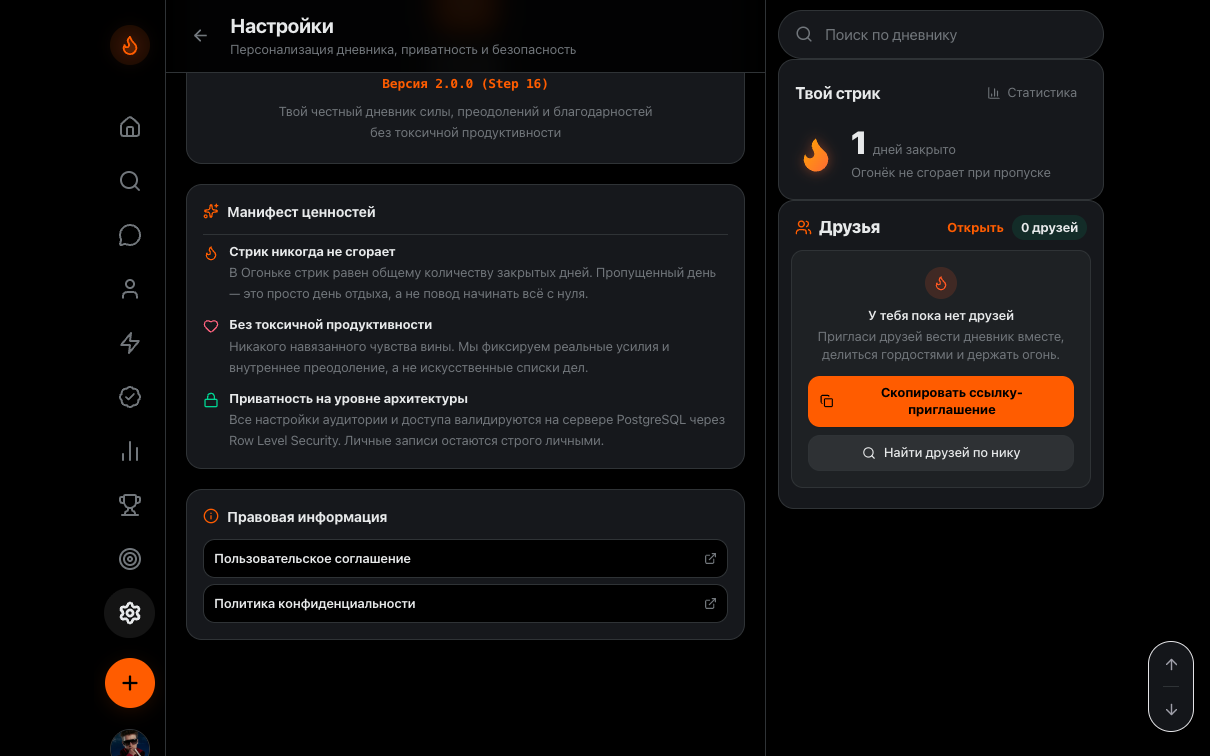 Настройки
Персонализация дневника, приватность и безопасность
Версия 2.0.0 (Step 16)
Твой честный дневник силы, преодолений и благодарностей
без токсичной продуктивности
Манифест ценностей
Стрик никогда не сгорает
В Огоньке стрик равен общему количеству закрытых дней. Пропущенный день
— это просто день отдыха, а не повод начинать всё с нуля.
Без токсичной продуктивности
Никакого навязанного чувства вины. Мы фиксируем реальные усилия и
внутреннее преодоление, а не искусственные списки дел.
Приватность на уровне архитектуры
Все настройки аудитории и доступа валидируются на сервере PostgreSQL через
Row Level Security. Личные записи остаются строго личными.
Правовая информация
Пользовательское соглашение
Политика конфиденциальности
Поиск по дневнику
Твой стрик
Статистика
1 дней закрыто
Огонёк не сгорает при пропуске
Друзья
Открыть
0 друзей
У тебя пока нет друзей
Пригласи друзей вести дневник вместе,
делиться гордостями и держать огонь.
Скопировать ссылку-
приглашение
Найти друзей по нику